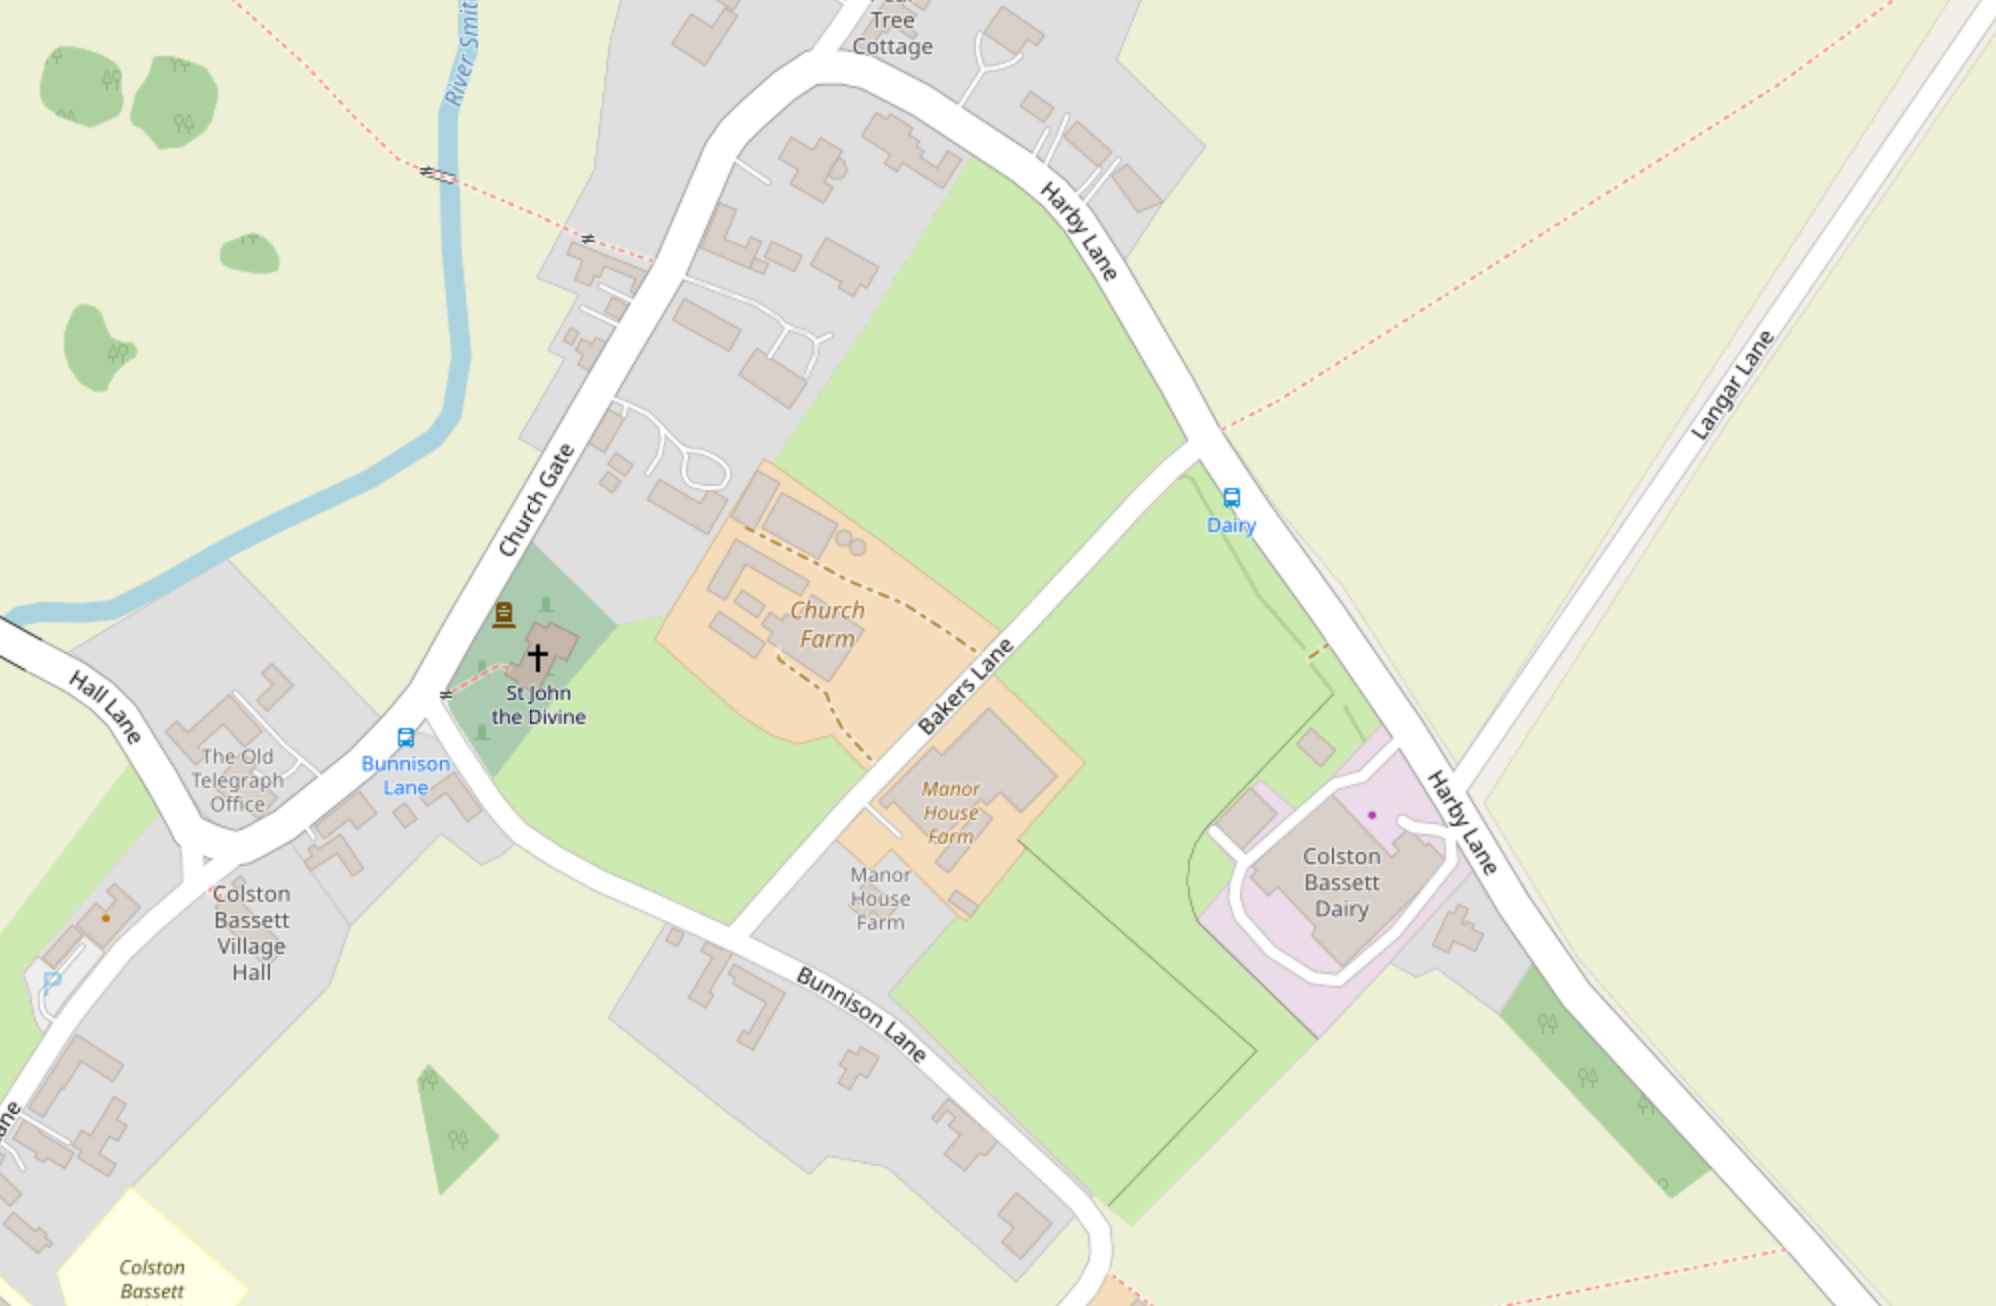 Tree
Cottage
River Smit
Harby Lane
Langar Lane
Church Gate
Dairy
Church
Farm
Bakers Lane
St John
the Divine
Hall Lane
Bunnison
Lane
The Old
Telegraph
Office
Manor
House
Farm
Harby Lane
Colston
Bassett
Dairy
Manor
House
Farm
Colston
Bassett
Village
Hall
P
Bunnison Lane
ane
Colston
Bassett